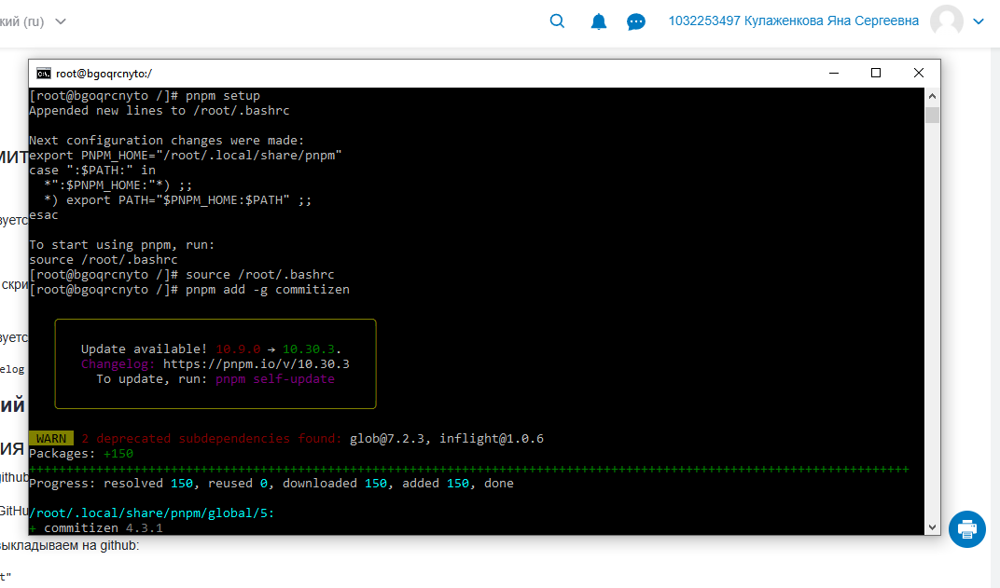 кий (ru)
1032253497 Кулаженкова Яна Сергеевна
root@bgoqrcnyto:/
[root@bgoqrcnyto /]# pnpm setup
Appended new lines to /root/.bashrc
Next configuration changes were made:
export PNPM_HOME="/root/.local/share/pnpm"
case ":$PATH:" in
*":$PNPM_HOME:"*) ;;
*) export PATH="$PNPM_HOME:$PATH" ;;
esac
To start using pnpm, run:
source /root/.bashrc
[root@bgoqrcnyto /]# source /root/.bashrc
[root@bgoqrcnyto /]# pnpm add -g commitizen
Update available! 10.9.0 → 10.30.3.
Changelog: https://pnpm.io/v/10.30.3
To update, run: pnpm self-update
WARN 2 deprecated subdependencies found: glob@7.2.3, inflight@1.0.6
Packages: +150
++++++++++++++++++++++++++++++++++++++++++++++++++++++++++++++++++++++++++++++++++++++++++++++++++++++++++++++++++++++
Progress: resolved 150, reused 0, downloaded 150, added 150, done
/root/.local/share/pnpm/global/5:
+ commitizen 4.3.1
мит
вуетс
скри
вуетс
elog
ий
ия
github
GitHu
выкладываем на github:
t"